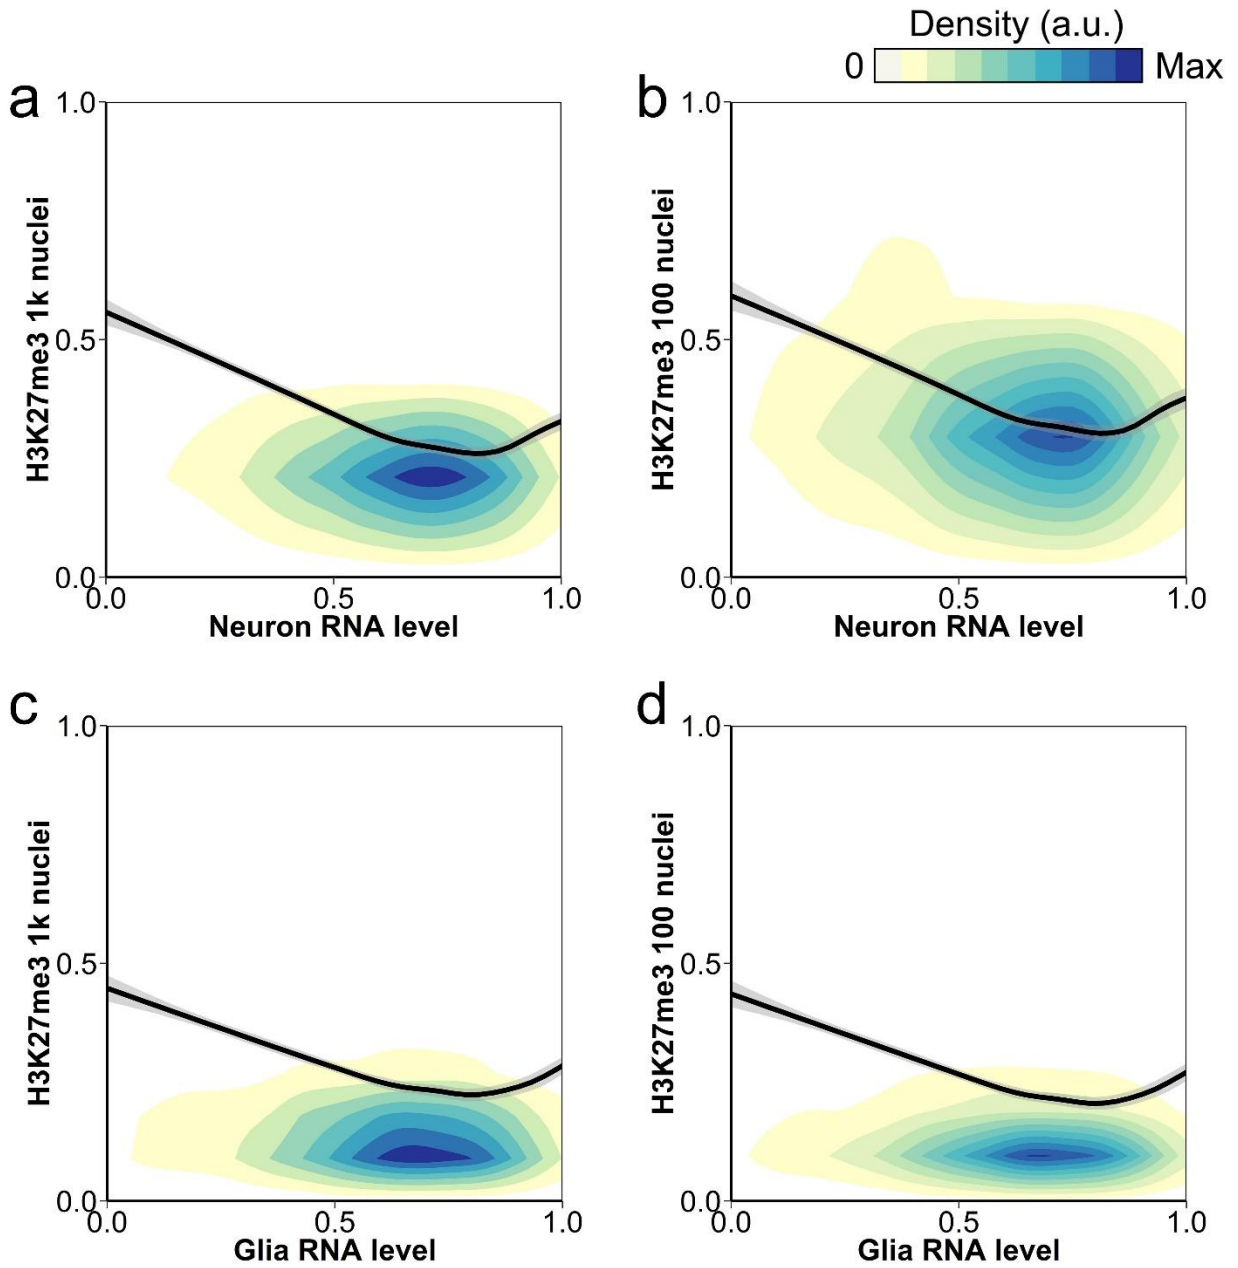 Density (a.u.)
0 Max
a
1.0
0.5
0.0
H3K27me3 1k nuclei
0.0 0.5 1.0
Neuron RNA level
b
1.0
0.5
0.0
H3K27me3 100 nuclei
0.0 0.5 1.0
Neuron RNA level
c
1.0
0.5
0.0
H3K27me3 1k nuclei
0.0 0.5 1.0
Glia RNA level
d
1.0
0.5
0.0
H3K27me3 100 nuclei
0.0 0.5 1.0
Glia RNA level